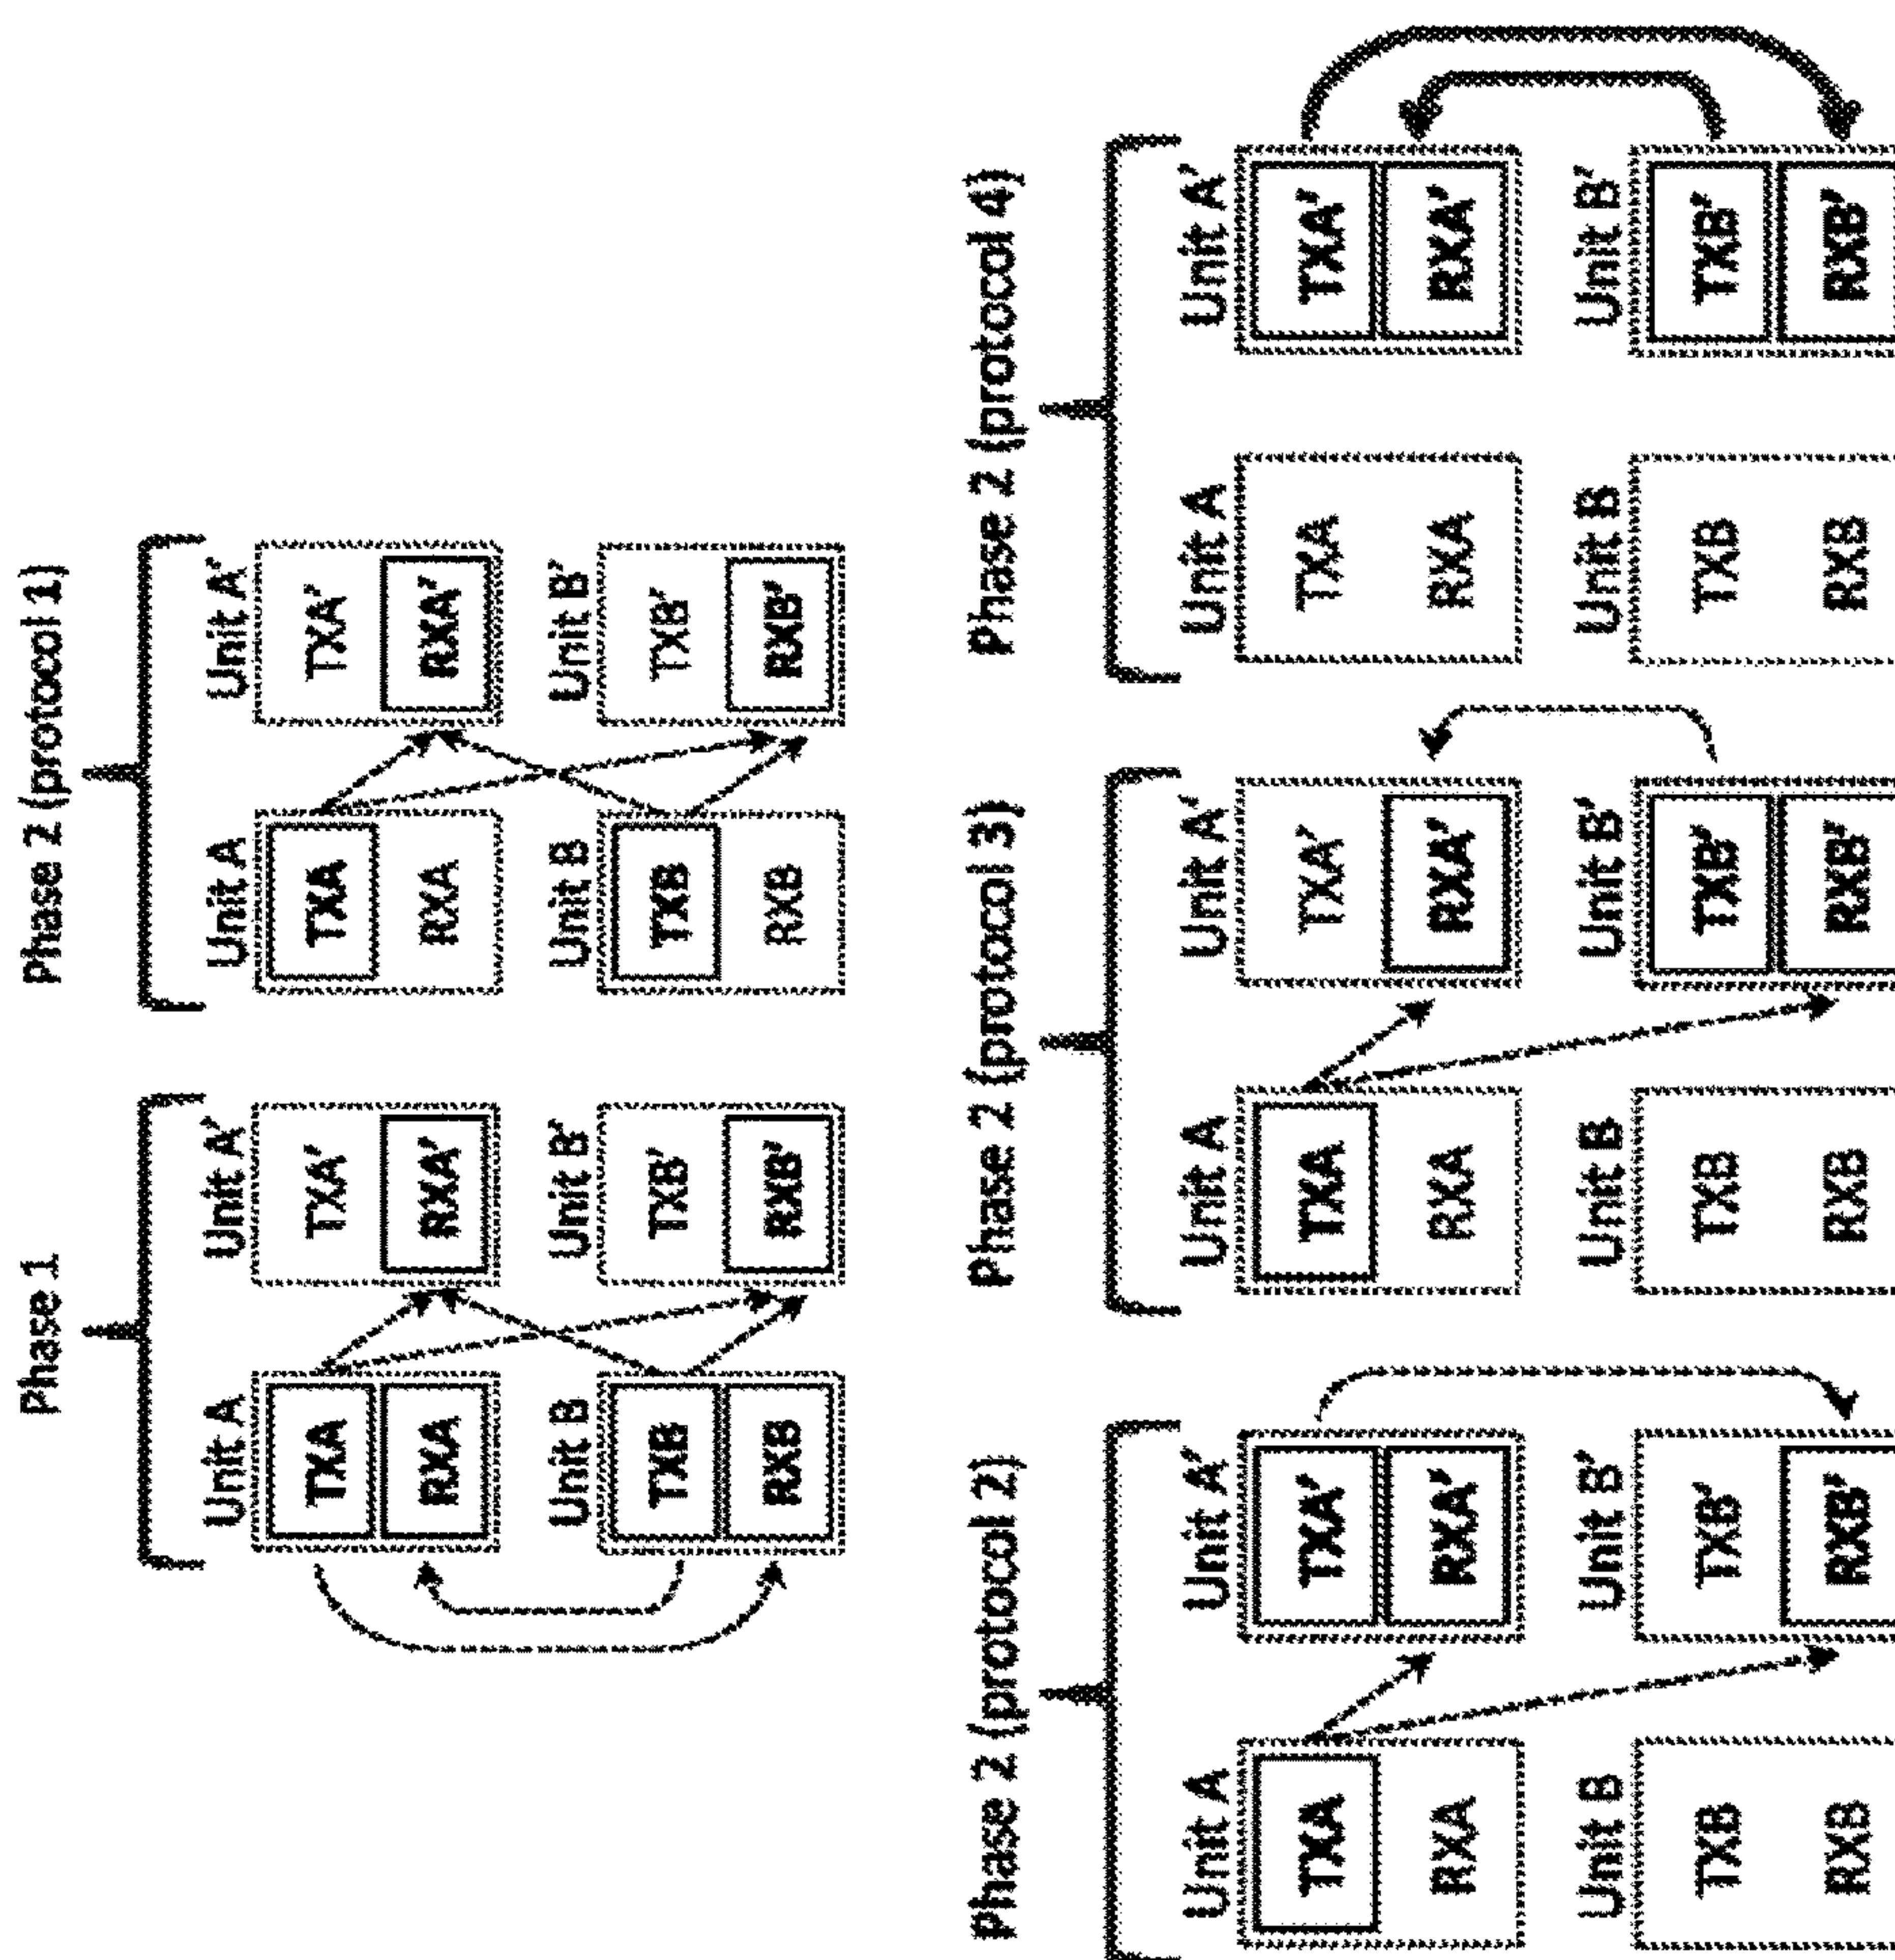 Phase 1
Unit A
TXA
RXA
Unit B
TXB
RXB
Unit A'
TXA'
RXA'
Unit B'
TXB'
RXB'
Phase 2 (protocol 1)
Unit A
TXA
RXA
Unit B
TXB
RXB
Unit A'
TXA'
RXA'
Unit B'
TXB'
RXB'
Phase 2 (protocol 2)
Unit A
TXA
RXA
Unit B
TXB
RXB
Unit A'
TXA'
RXA'
Unit B'
TXB'
RXB'
Phase 2 (protocol 3)
Unit A
TXA
RXA
Unit B
TXB
RXB
Unit A'
TXA'
RXA'
Unit B'
TXB'
RXB'
Phase 2 (protocol 4)
Unit A
TXA
RXA
Unit B
TXB
RXB
Unit A'
TXA'
RXA'
Unit B'
TXB'
RXB'